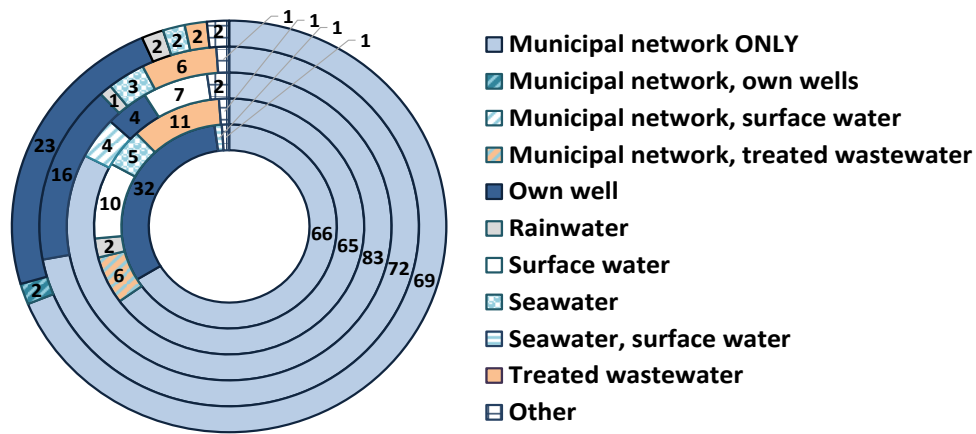 1
1
1
1
2
2
2
2
6
3
1
7
2
4
11
4
5
23
16
32
10
2
6
2
66
65
83
72
69
Municipal network ONLY
Municipal network, own wells
Municipal network, surface water
Municipal network, treated wastewater
Own well
Rainwater
Surface water
Seawater
Seawater, surface water
Treated wastewater
Other